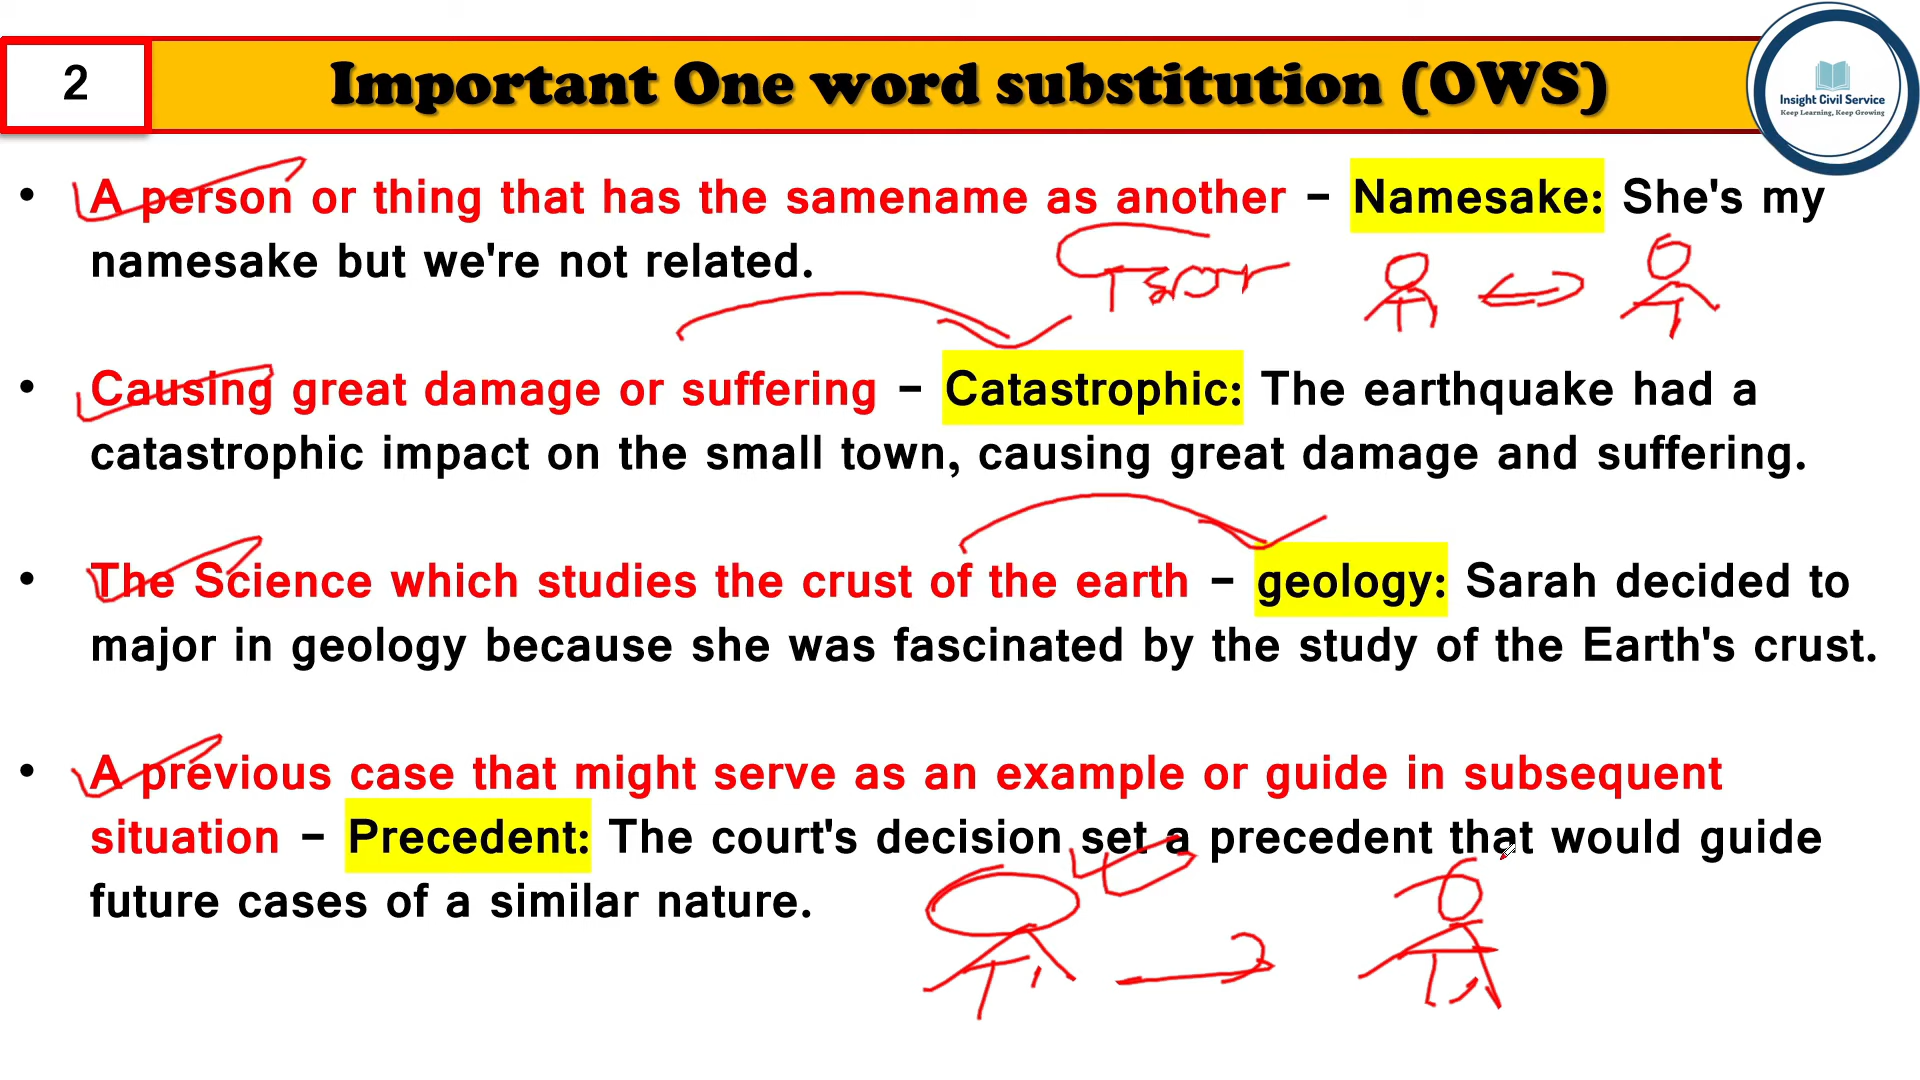 2
Important One word substitution (OWS)
Insight Civil Service
Keep Learning, Keep Growing
• A person or thing that has the samename as another – Namesake: She's my
namesake but we're not related.
• Causing great damage or suffering – Catastrophic: The earthquake had a
catastrophic impact on the small town, causing great damage and suffering.
• The Science which studies the crust of the earth – geology: Sarah decided to
major in geology because she was fascinated by the study of the Earth's crust.
• A previous case that might serve as an example or guide in subsequent
situation – Precedent: The court's decision set a precedent that would guide
future cases of a similar nature.